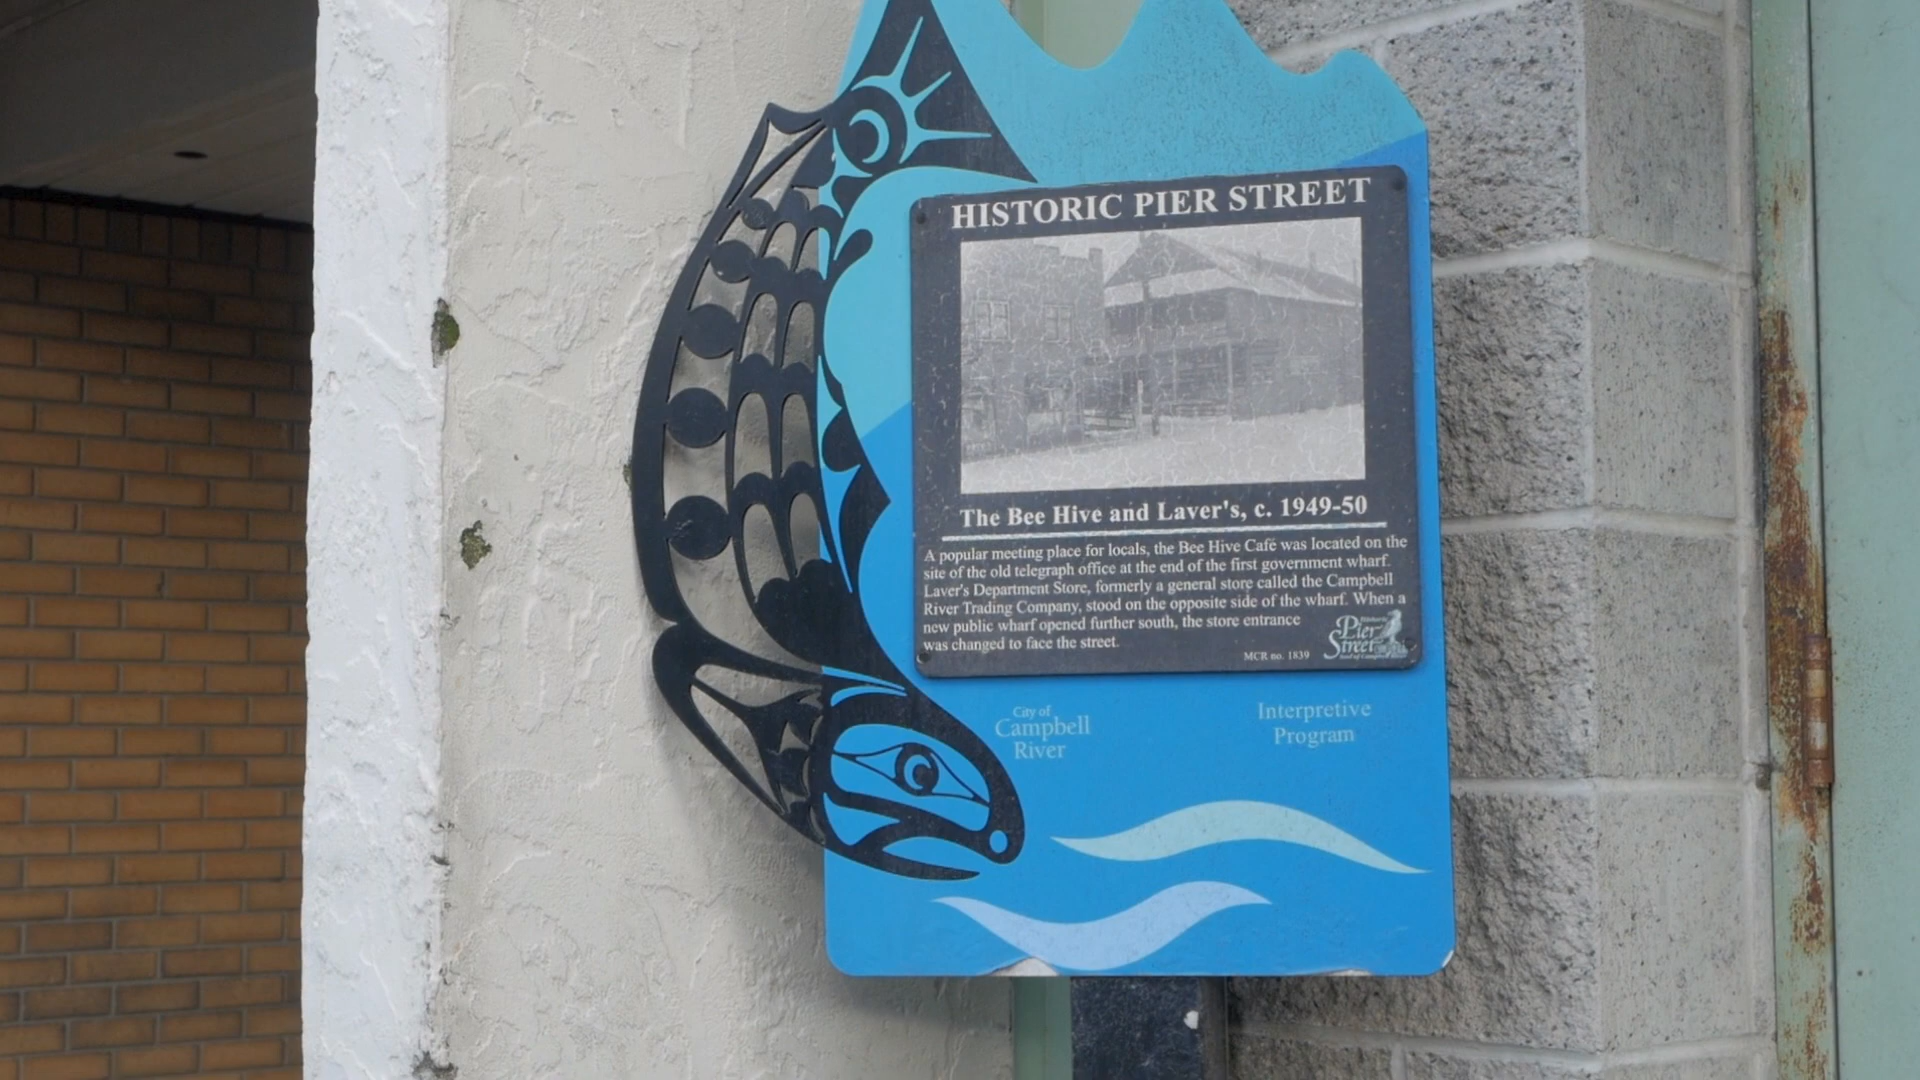 HISTORIC PIER STREET
The Bee Hive and Laver's, c. 1949-50
A popular meeting place for locals, the Bee Hive Café was located on the
site of the old telegraph office at the end of the first government wharf.
Laver's Department Store, formerly a general store called the Campbell
River Trading Company, stood on the opposite side of the wharf. When a
new public wharf opened further south, the store entrance
was changed to face the street.
MCR no. 1839
Pier
Street
City of
Campbell
River
Interpretive
Program